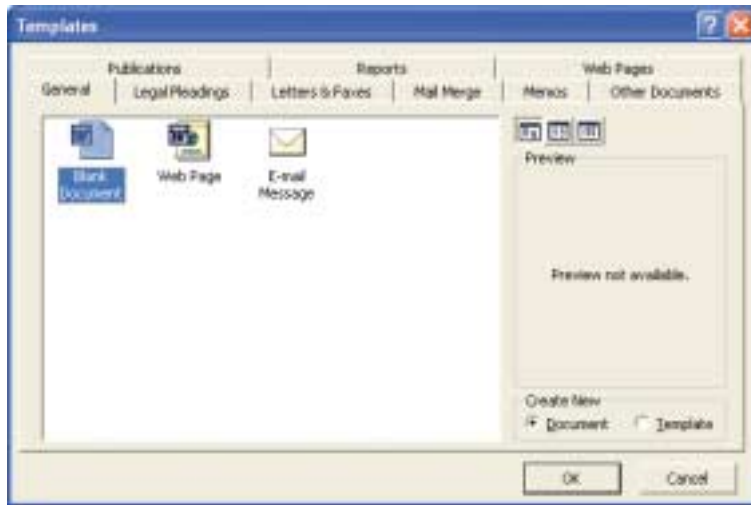 Templates
Publications Reports Web Pages
General Legal Pleadings Letters & Faxes Mail Merge Memos Other Documents
Blank Document
Web Page
E-mail Message
Preview
Preview not available.
Create New
Document Template
OK Cancel